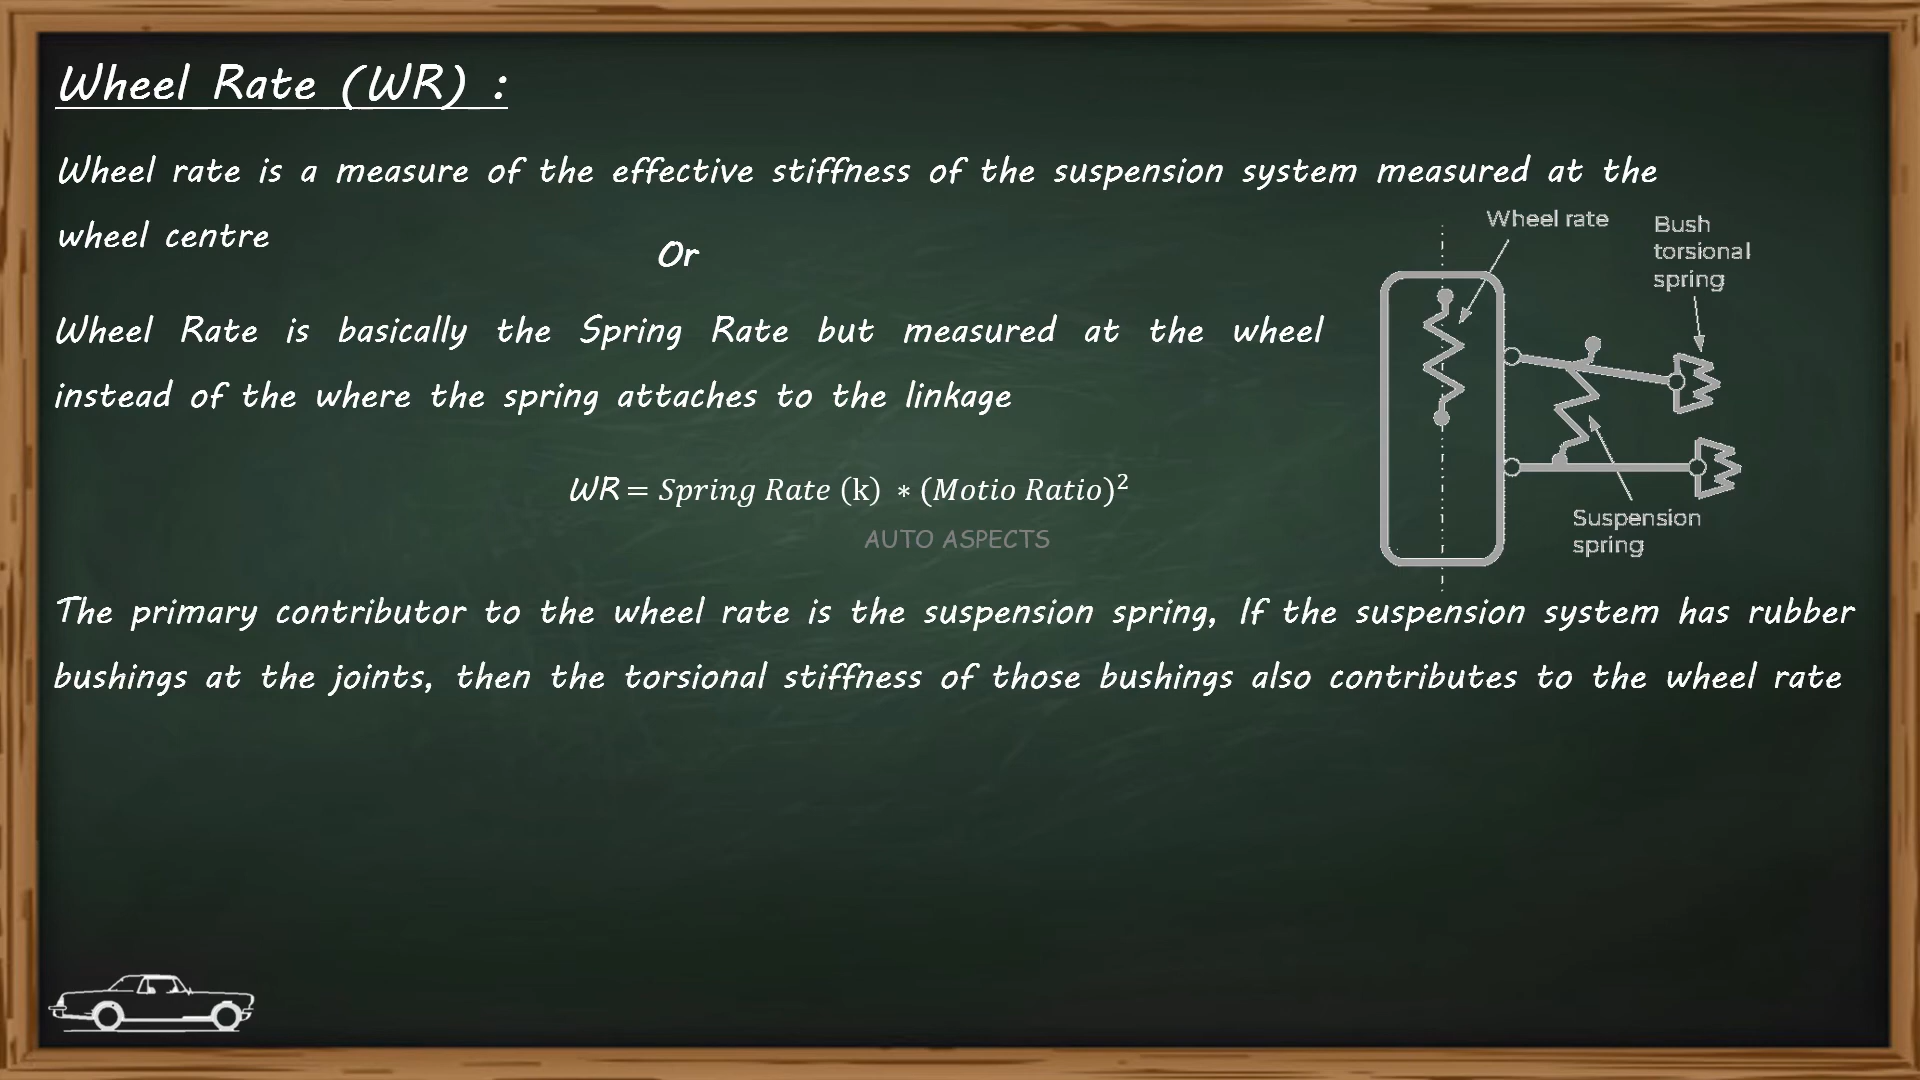 Wheel Rate (WR) :
Wheel rate is a measure of the effective stiffness of the suspension system measured at the
wheel centre
Or
Wheel Rate is basically the Spring Rate but measured at the wheel
instead of the where the spring attaches to the linkage
WR = Spring Rate (k) * (Motio Ratio)²
AUTO ASPECTS
Wheel rate
Bush
torsional
spring
Suspension
spring
The primary contributor to the wheel rate is the suspension spring, If the suspension system has rubber
bushings at the joints, then the torsional stiffness of those bushings also contributes to the wheel rate